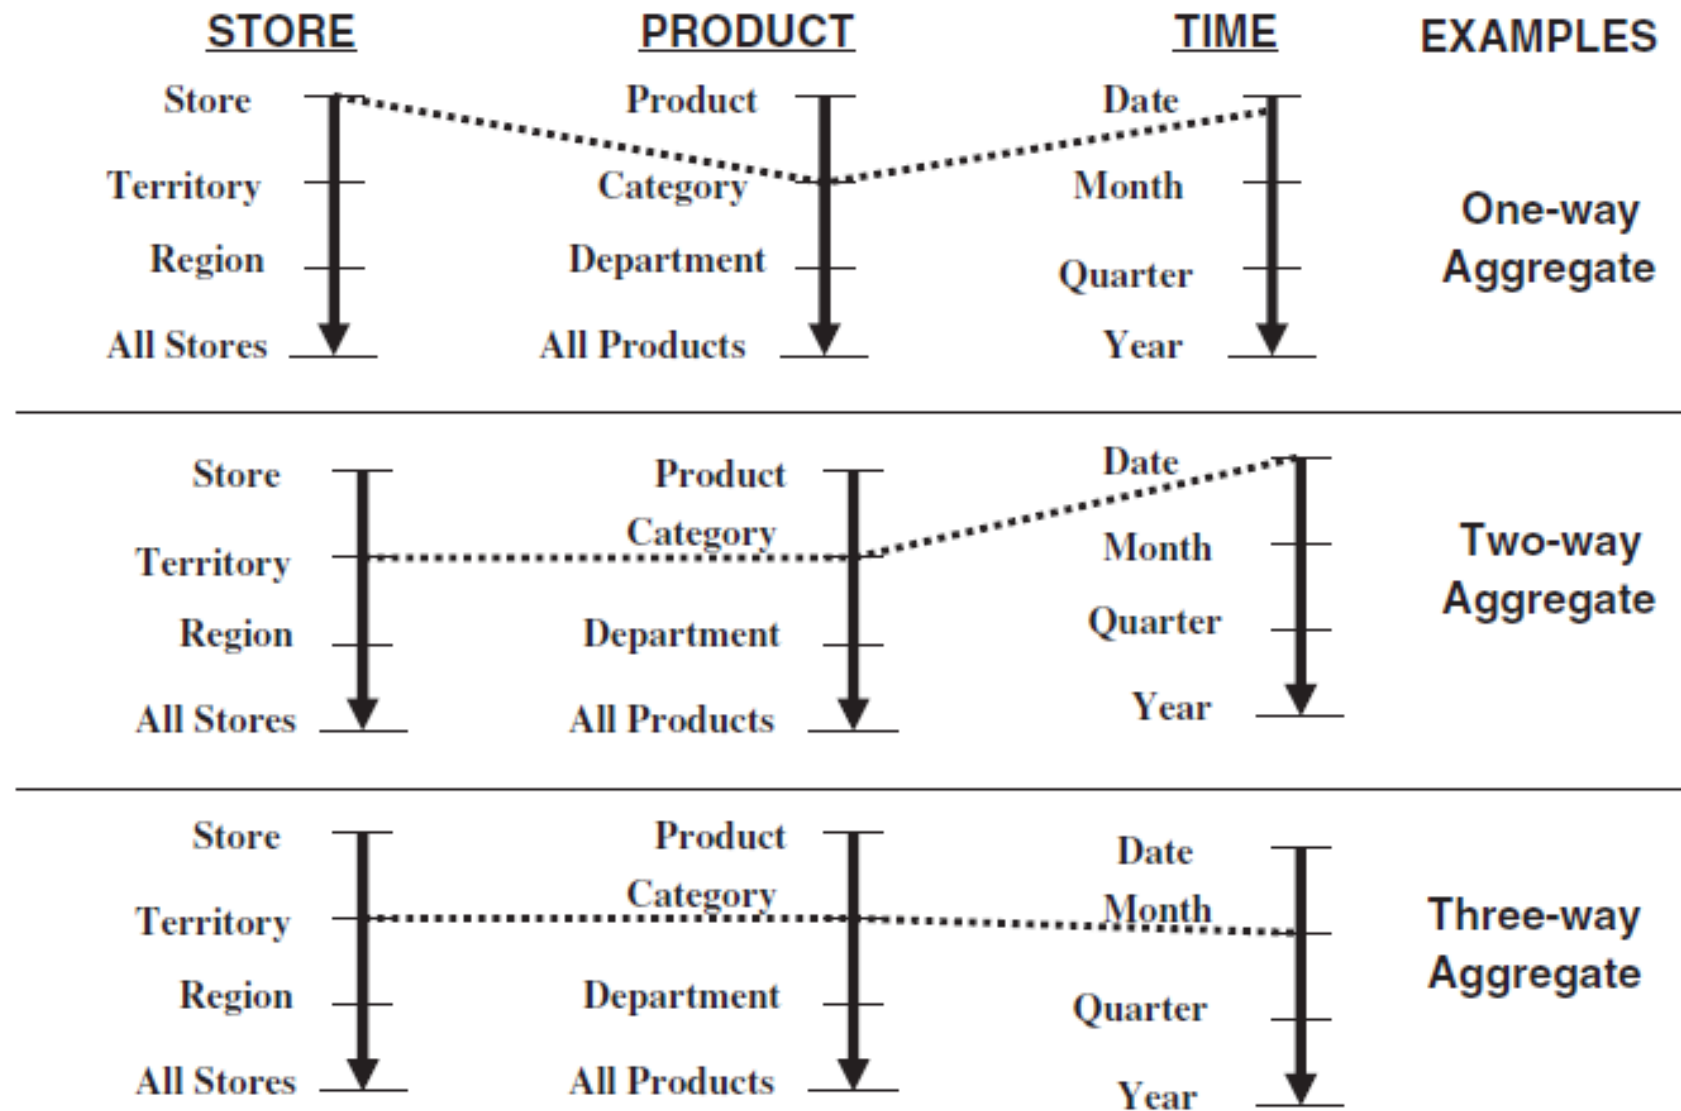 STORE PRODUCT TIME EXAMPLES
Store Product Date
Territory Category Month
One-way
Region Department Quarter
Aggregate
All Stores All Products Year
Store Product Date
Category
Territory Month
Two-way
Aggregate
Region Department Quarter
All Stores All Products Year
Store Product Date
Category Month
Territory
Three-way
Aggregate
Region Department Quarter
All Stores All Products Year